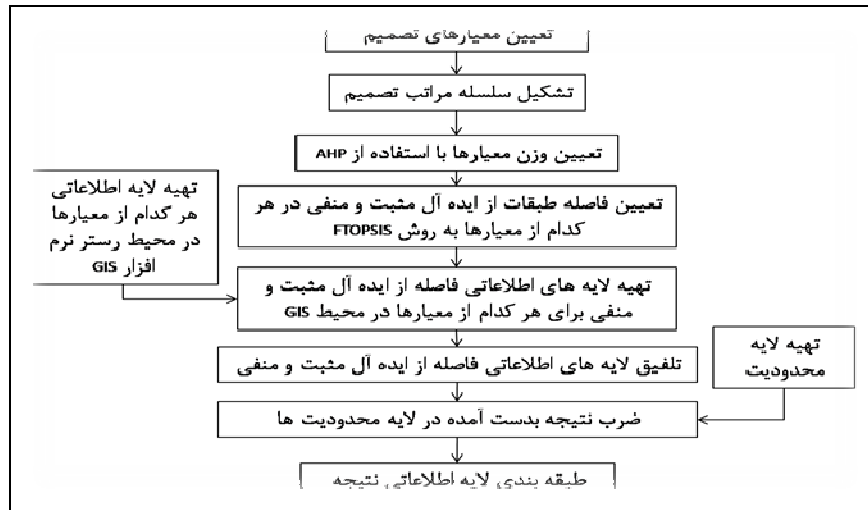 تعیین معیارهای تصمیم
تشکیل سلسله مراتب تصمیم
تعیین وزن معیارها با استفاده از AHP
تهیه لایه اطلاعاتی
هر کدام از معیارها
در محیط رستر نرم
افزار GIS
تعیین فاصله طبقات از ایده آل مثبت و منفی در هر
کدام از معیارها به روش FTOPSIS
تهیه لایه های اطلاعاتی فاصله از ایده آل مثبت و
منفی برای هر کدام از معیارها در محیط GIS
تهیه لایه
محدودیت
تلفیق لایه های اطلاعاتی فاصله از ایده آل مثبت و منفی
ضرب نتیجه بدست آمده در لایه محدودیت ها
طبقه بندی لایه اطلاعاتی نتیجه